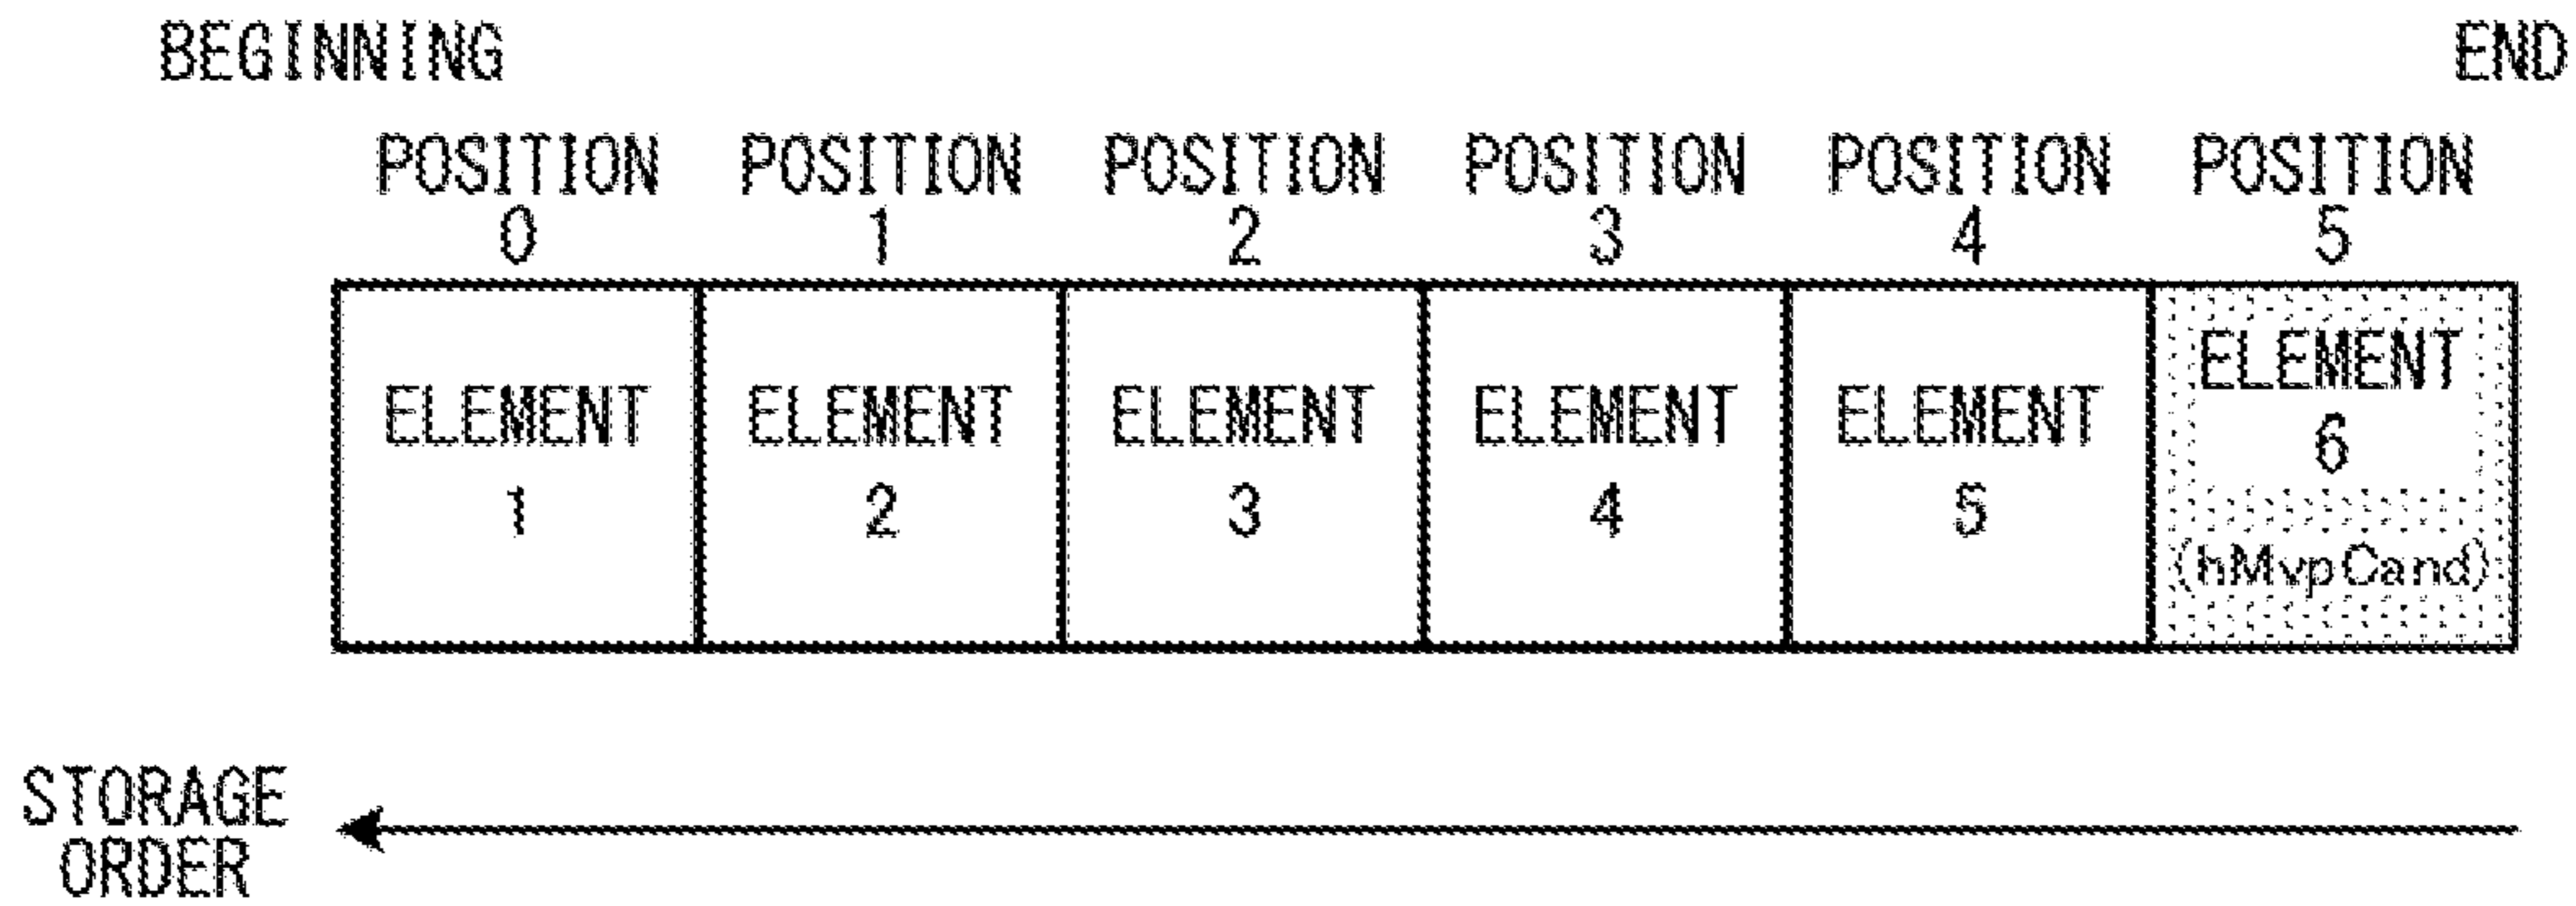 BEGINNING END
POSITION POSITION POSITION POSITION POSITION POSITION
0 1 2 3 4 5
ELEMENT ELEMENT ELEMENT ELEMENT ELEMENT ELEMENT
1 2 3 4 5 6
(hMvpCand)
STORAGE
ORDER